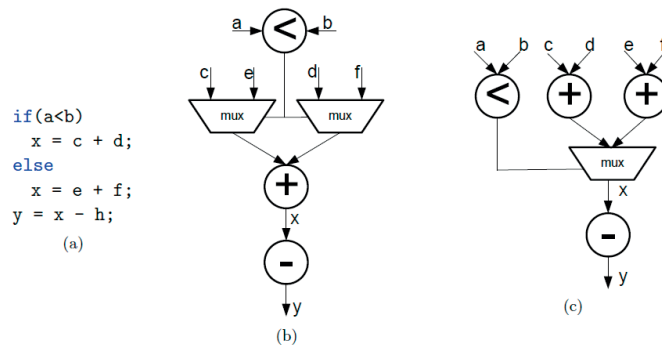 if(a<b)
x = c + d;
else
x = e + f;
y = x - h;
(a)
a < b
c e d f
mux mux
+
x
-
y
(b)
a b c d e f
< + +
mux
x
-
y
(c)